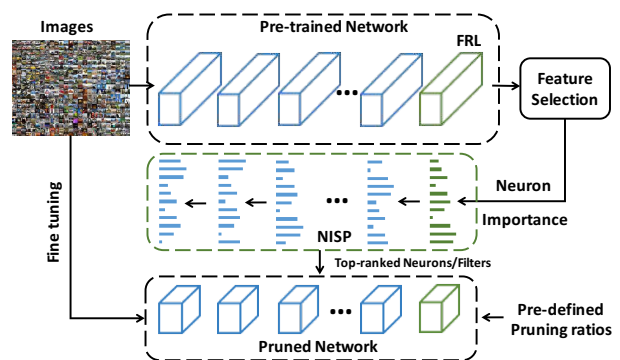 Images
Pre-trained Network
FRL
Feature
Selection
Neuron
Importance
NISP
Fine tuning
Top-ranked Neurons/Filters
Pre-defined
Pruning ratios
Pruned Network